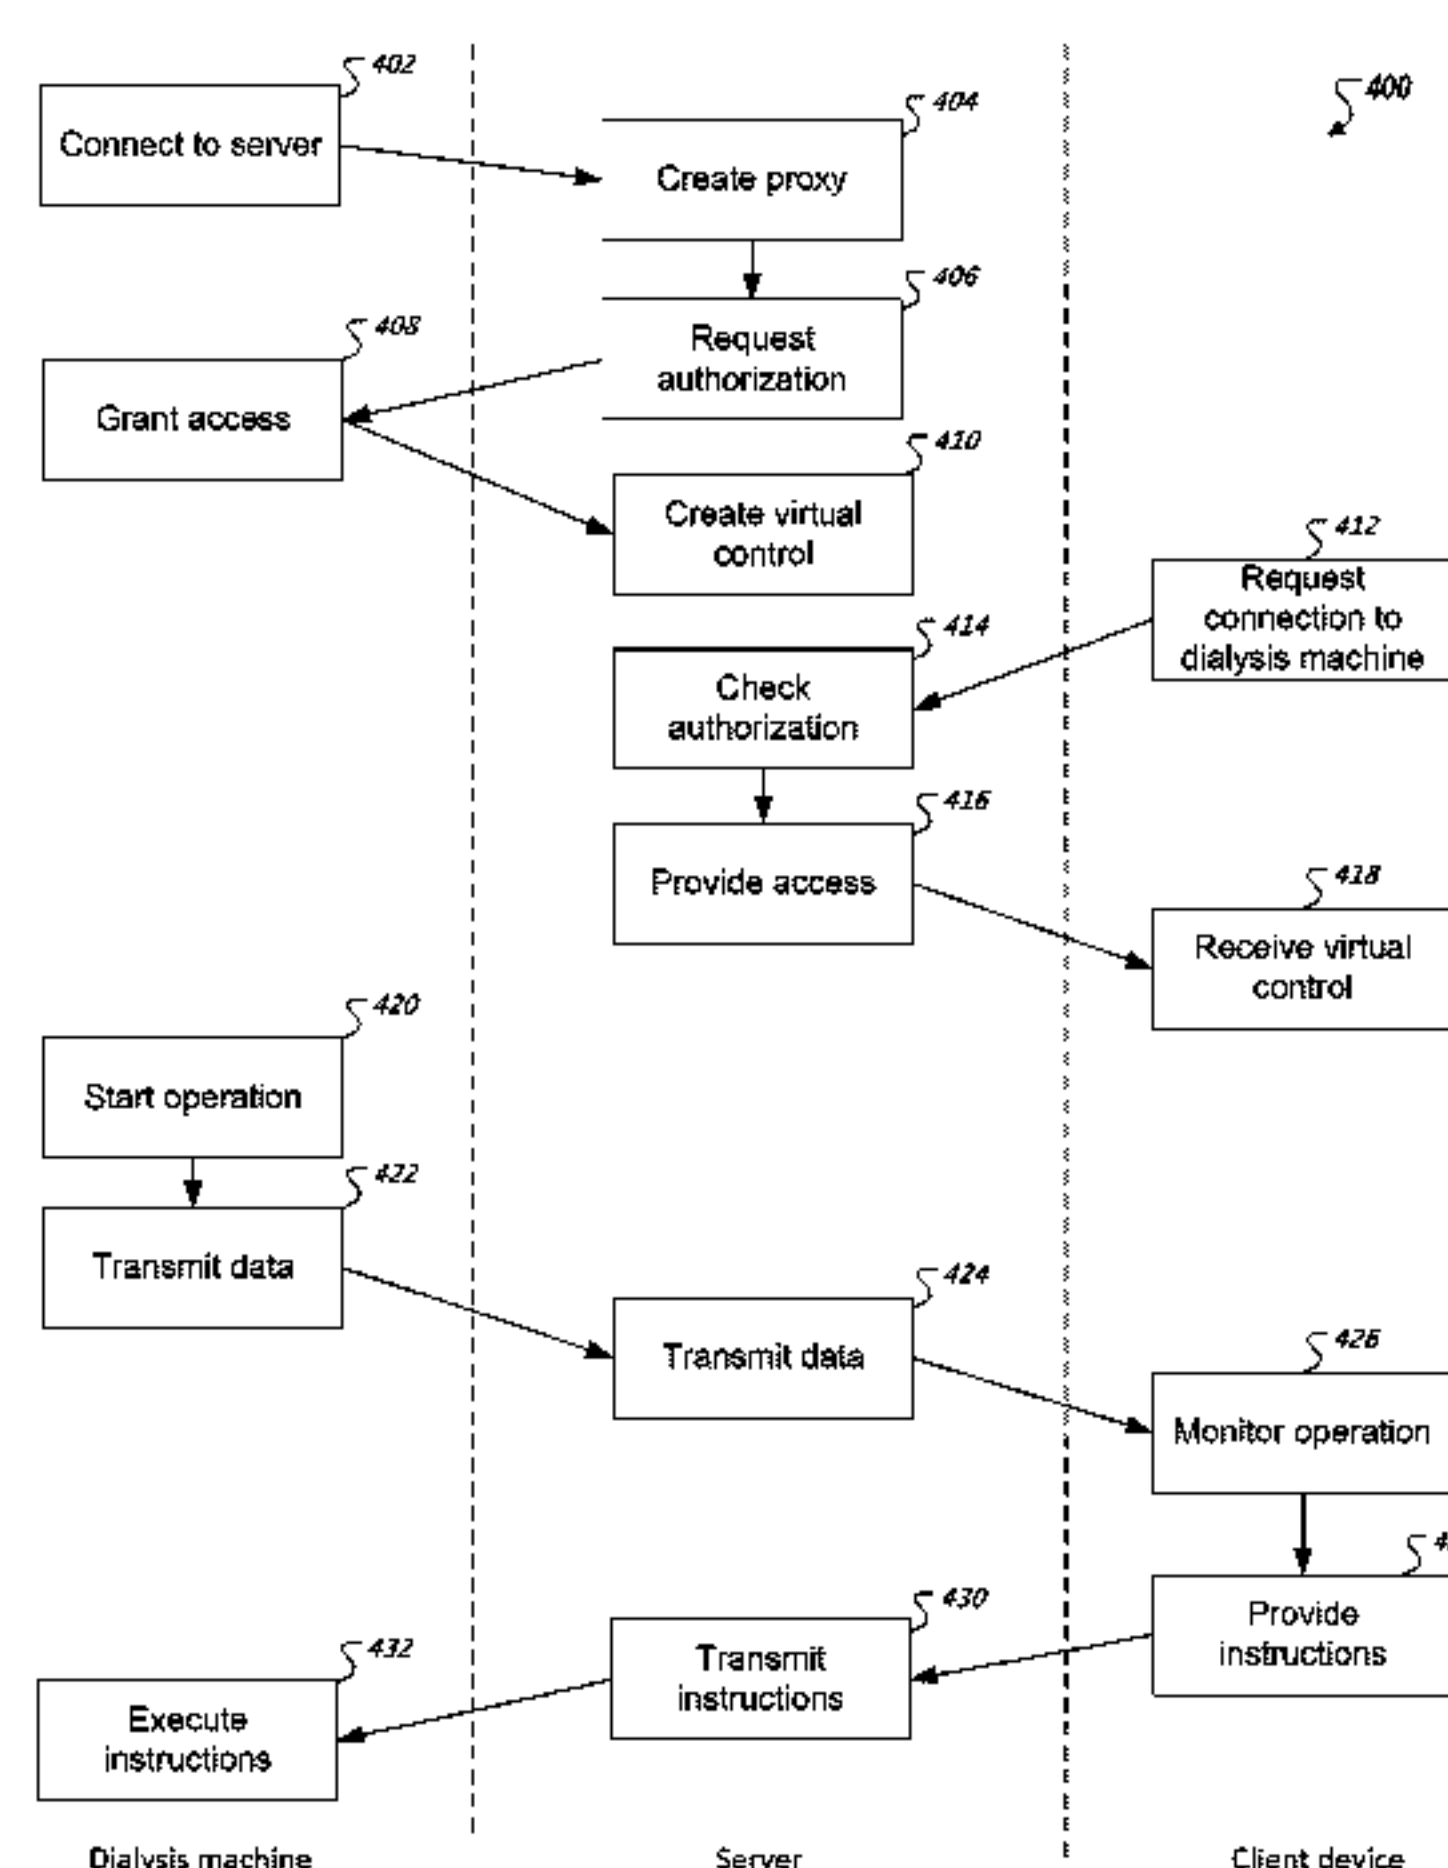 402
Connect to server
404
400
Create proxy
406
Request
authorization
408
Grant access
410
Create virtual
control
412
Request
connection to
dialysis machine
414
Check
authorization
416
Provide access
418
Receive virtual
control
420
Start operation
422
Transmit data
424
Transmit data
426
Monitor operation
Provide
instructions
430
Transmit
instructions
432
Execute
instructions
Dialysis machine
Server
Client device